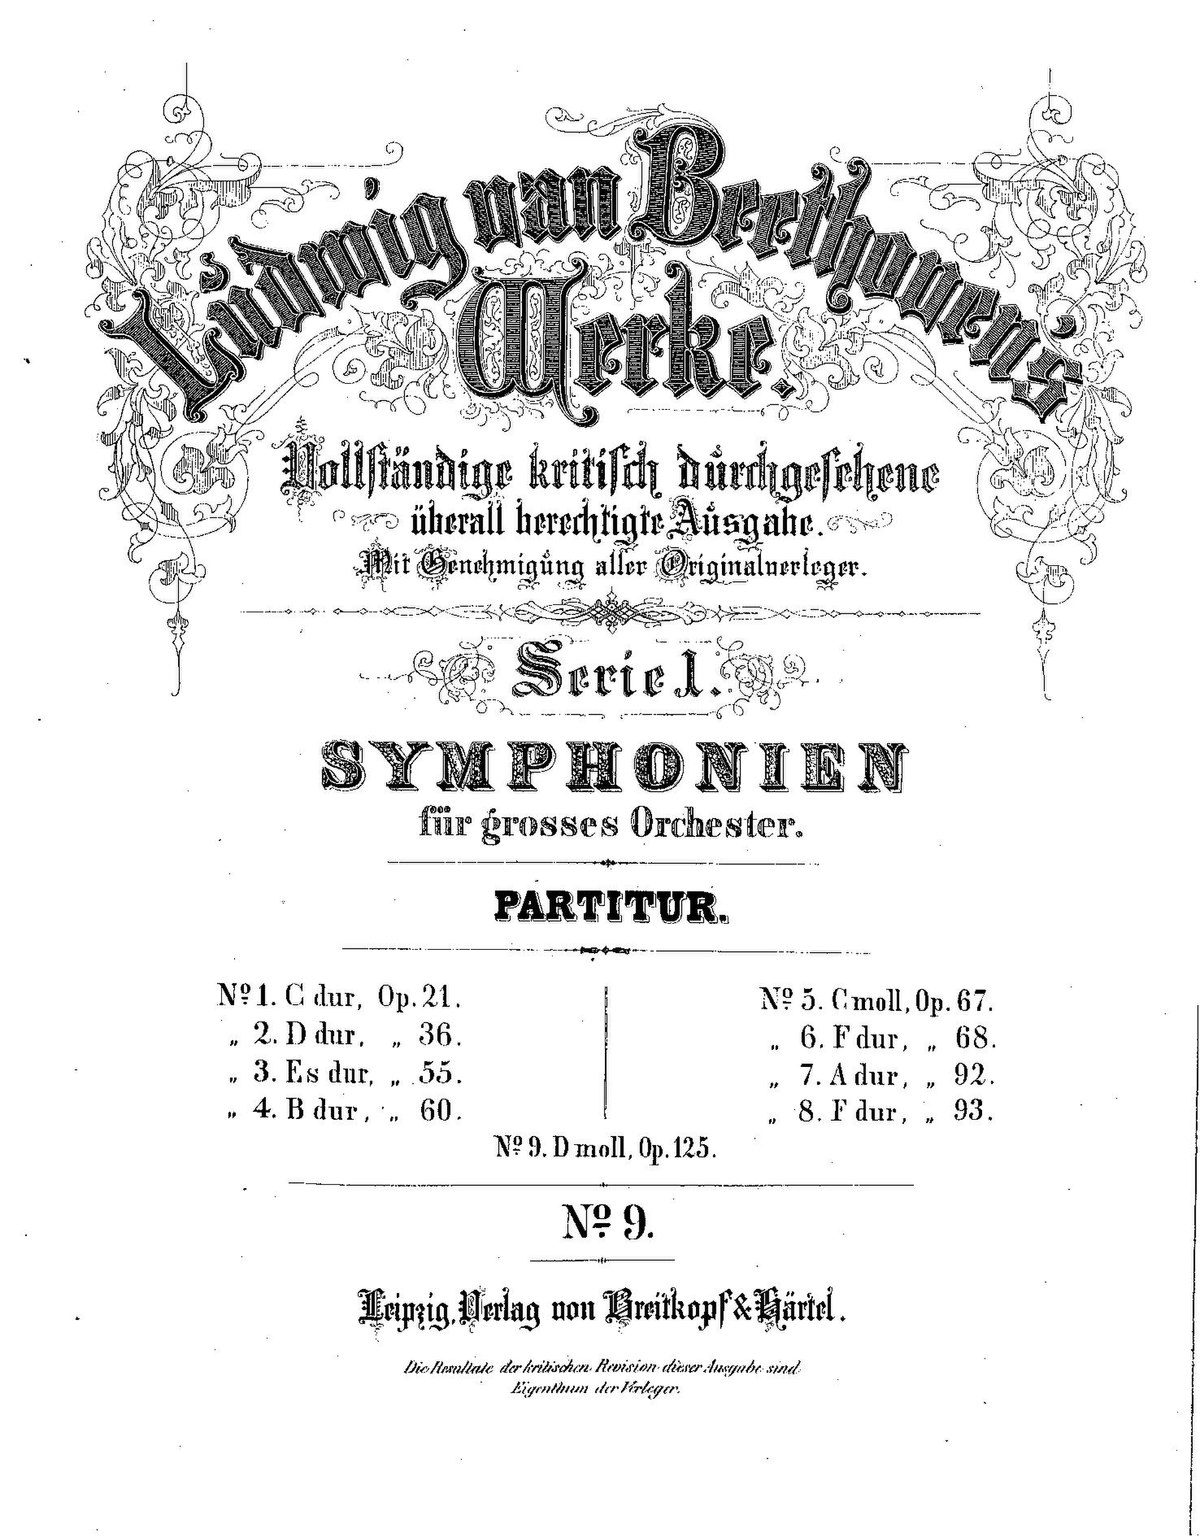 Ludwig van Beethoven's
Werke.
Vollständige kritisch durchgesehene
überall berechtigte Ausgabe.
Mit Genehmigung aller Originalverleger.
Serie 1.
SYMPHONIEN
für grosses Orchester.
PARTITUR.
No 1. C dur, Op. 21.
„ 2. D dur, „ 36.
„ 3. Es dur, „ 55.
„ 4. B dur, „ 60.
No 5. C moll, Op. 67.
„ 6. F dur, „ 68.
„ 7. A dur, „ 92.
„ 8. F dur, „ 93.
No 9. D moll, Op. 125.
No 9.
Leipzig, Verlag von Breitkopf & Härtel.
Die Resultate der kritischen Revision dieser Ausgabe sind
Eigenthum der Verleger.